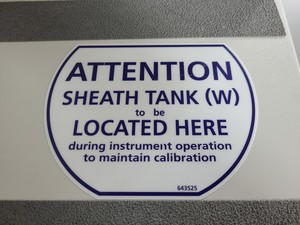 ATTENTION
SHEATH TANK (W)
to be
LOCATED HERE
during instrument operation
to maintain calibration
643525